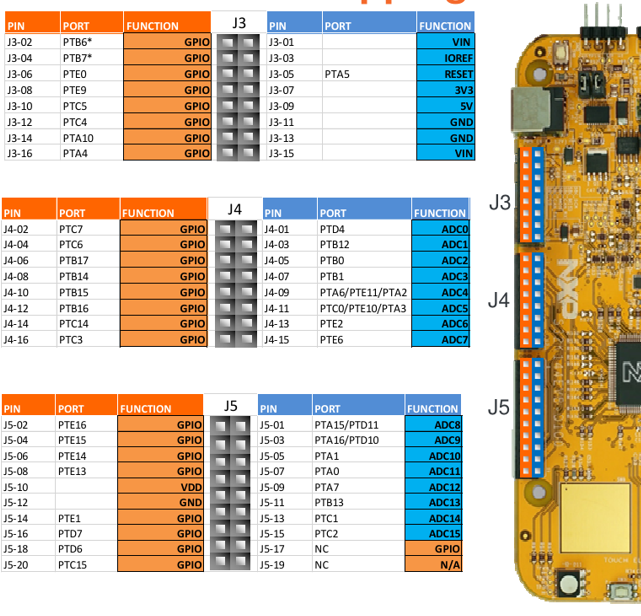 J3
PIN PORT FUNCTION PIN PORT FUNCTION
J3-02 PTB6* GPIO J3-01 VIN
J3-04 PTB7* GPIO J3-03 IOREF
J3-06 PTE0 GPIO J3-05 PTA5 RESET
J3-08 PTE9 GPIO J3-07 3V3
J3-10 PTC5 GPIO J3-09 5V
J3-12 PTC4 GPIO J3-11 GND
J3-14 PTA10 GPIO J3-13 GND
J3-16 PTA4 GPIO J3-15 VIN
J4
PIN PORT FUNCTION PIN PORT FUNCTION
J4-02 PTC7 GPIO J4-01 PTD4 ADC0
J4-04 PTC6 GPIO J4-03 PTB12 ADC1
J4-06 PTB17 GPIO J4-05 PTB0 ADC2
J4-08 PTB14 GPIO J4-07 PTB1 ADC3
J4-10 PTB15 GPIO J4-09 PTA6/PTE11/PTA2 ADC4
J4-12 PTB16 GPIO J4-11 PTC0/PTE10/PTA3 ADC5
J4-14 PTC14 GPIO J4-13 PTE2 ADC6
J4-16 PTC3 GPIO J4-15 PTE6 ADC7
J5
PIN PORT FUNCTION PIN PORT FUNCTION
J5-02 PTE16 GPIO J5-01 PTA15/PTD11 ADC8
J5-04 PTE15 GPIO J5-03 PTA16/PTD10 ADC9
J5-06 PTE14 GPIO J5-05 PTA1 ADC10
J5-08 PTE13 GPIO J5-07 PTA0 ADC11
J5-10 VDD J5-09 PTA7 ADC12
J5-12 GND J5-11 PTB13 ADC13
J5-14 PTE1 GPIO J5-13 PTC1 ADC14
J5-16 PTD7 GPIO J5-15 PTC2 ADC15
J5-18 PTD6 GPIO J5-17 NC GPIO
J5-20 PTC15 GPIO J5-19 NC N/A
J3
J4
J5
NXP
TOUCH